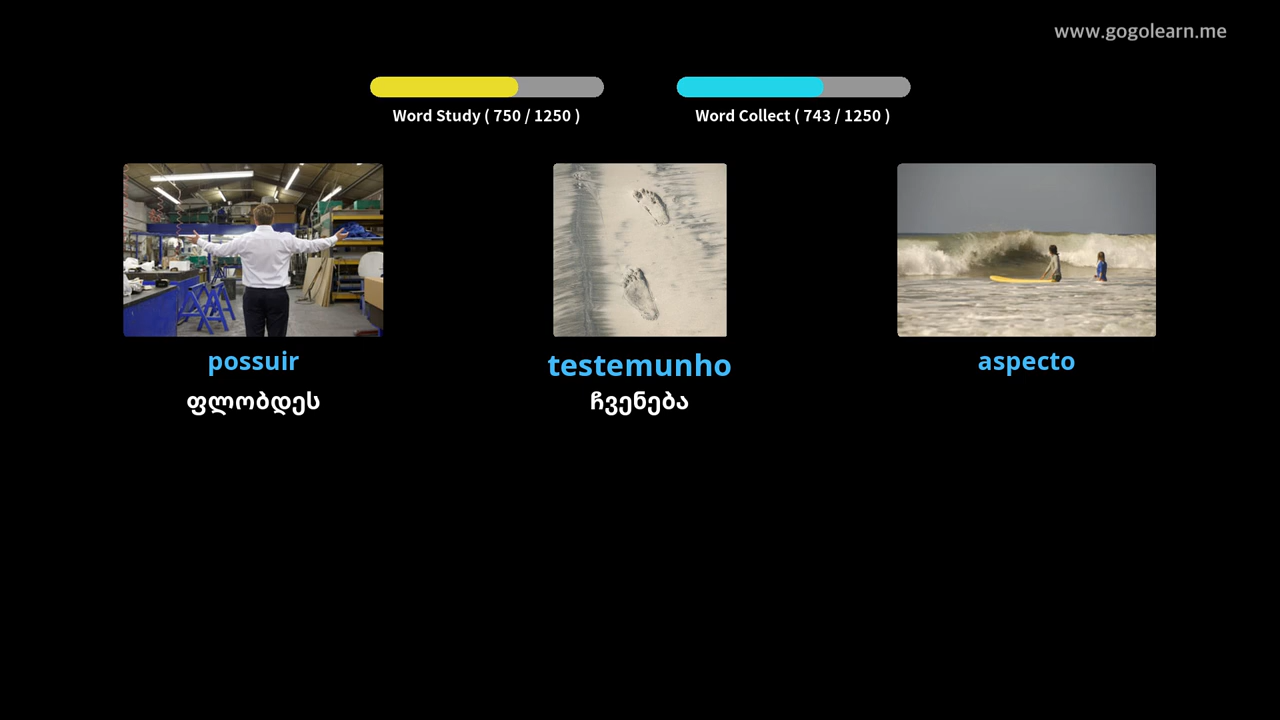 www.gogolearn.me
Word Study ( 750 / 1250 )
Word Collect ( 743 / 1250 )
possuir
testemunho
aspecto
ფლობდეს
ჩვენება